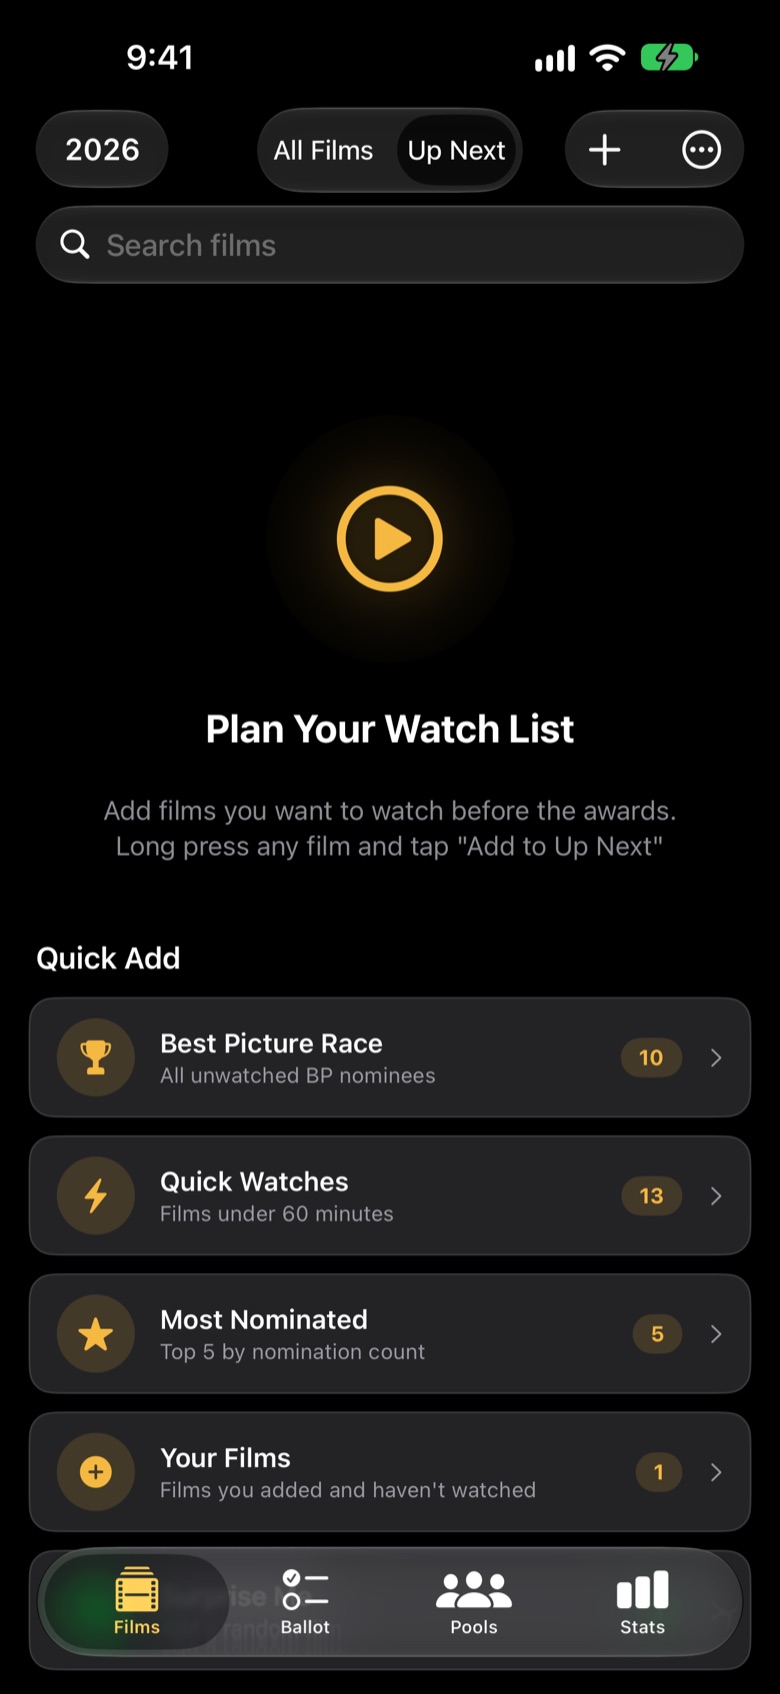 9:41
2026
All Films
Up Next
Search films
Plan Your Watch List
Add films you want to watch before the awards.
Long press any film and tap "Add to Up Next"
Quick Add
Best Picture Race
All unwatched BP nominees
10
Quick Watches
Films under 60 minutes
13
Most Nominated
Top 5 by nomination count
5
Your Films
Films you added and haven't watched
1
Films
Ballot
Pools
Stats